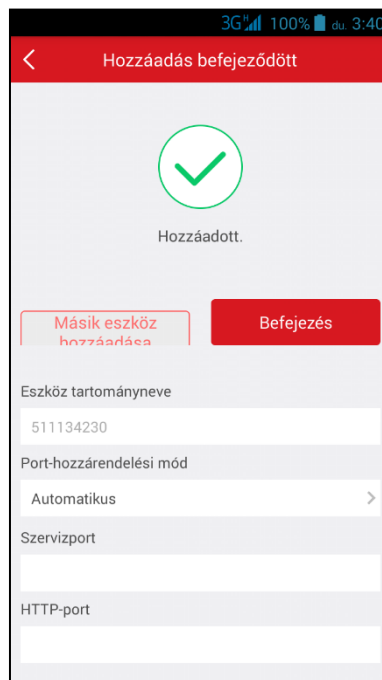 3G H 100% du. 3:40
Hozzáadás befejeződött
Hozzáadott.
Másik eszköz
hozzáadása
Befejezés
Eszköz tartományneve
511134230
Port-hozzárendelési mód
Automatikus
Szervizport
HTTP-port